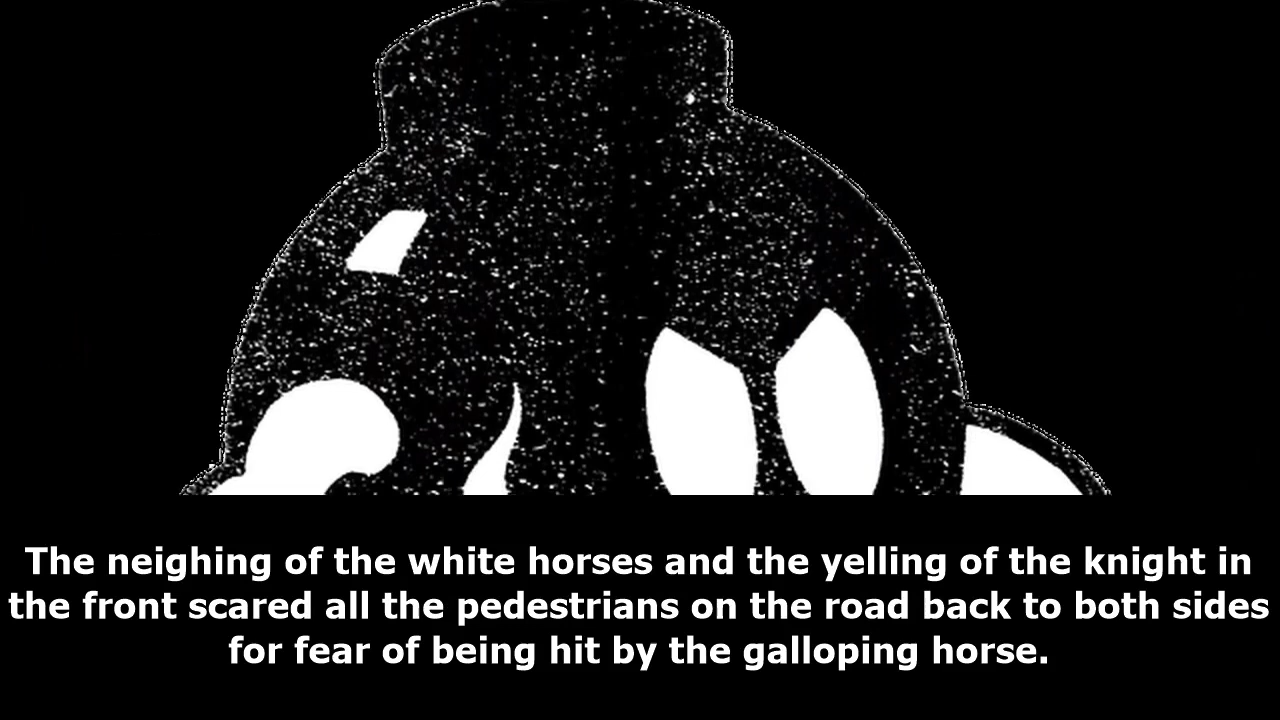 The neighing of the white horses and the yelling of the knight in
the front scared all the pedestrians on the road back to both sides
for fear of being hit by the galloping horse.